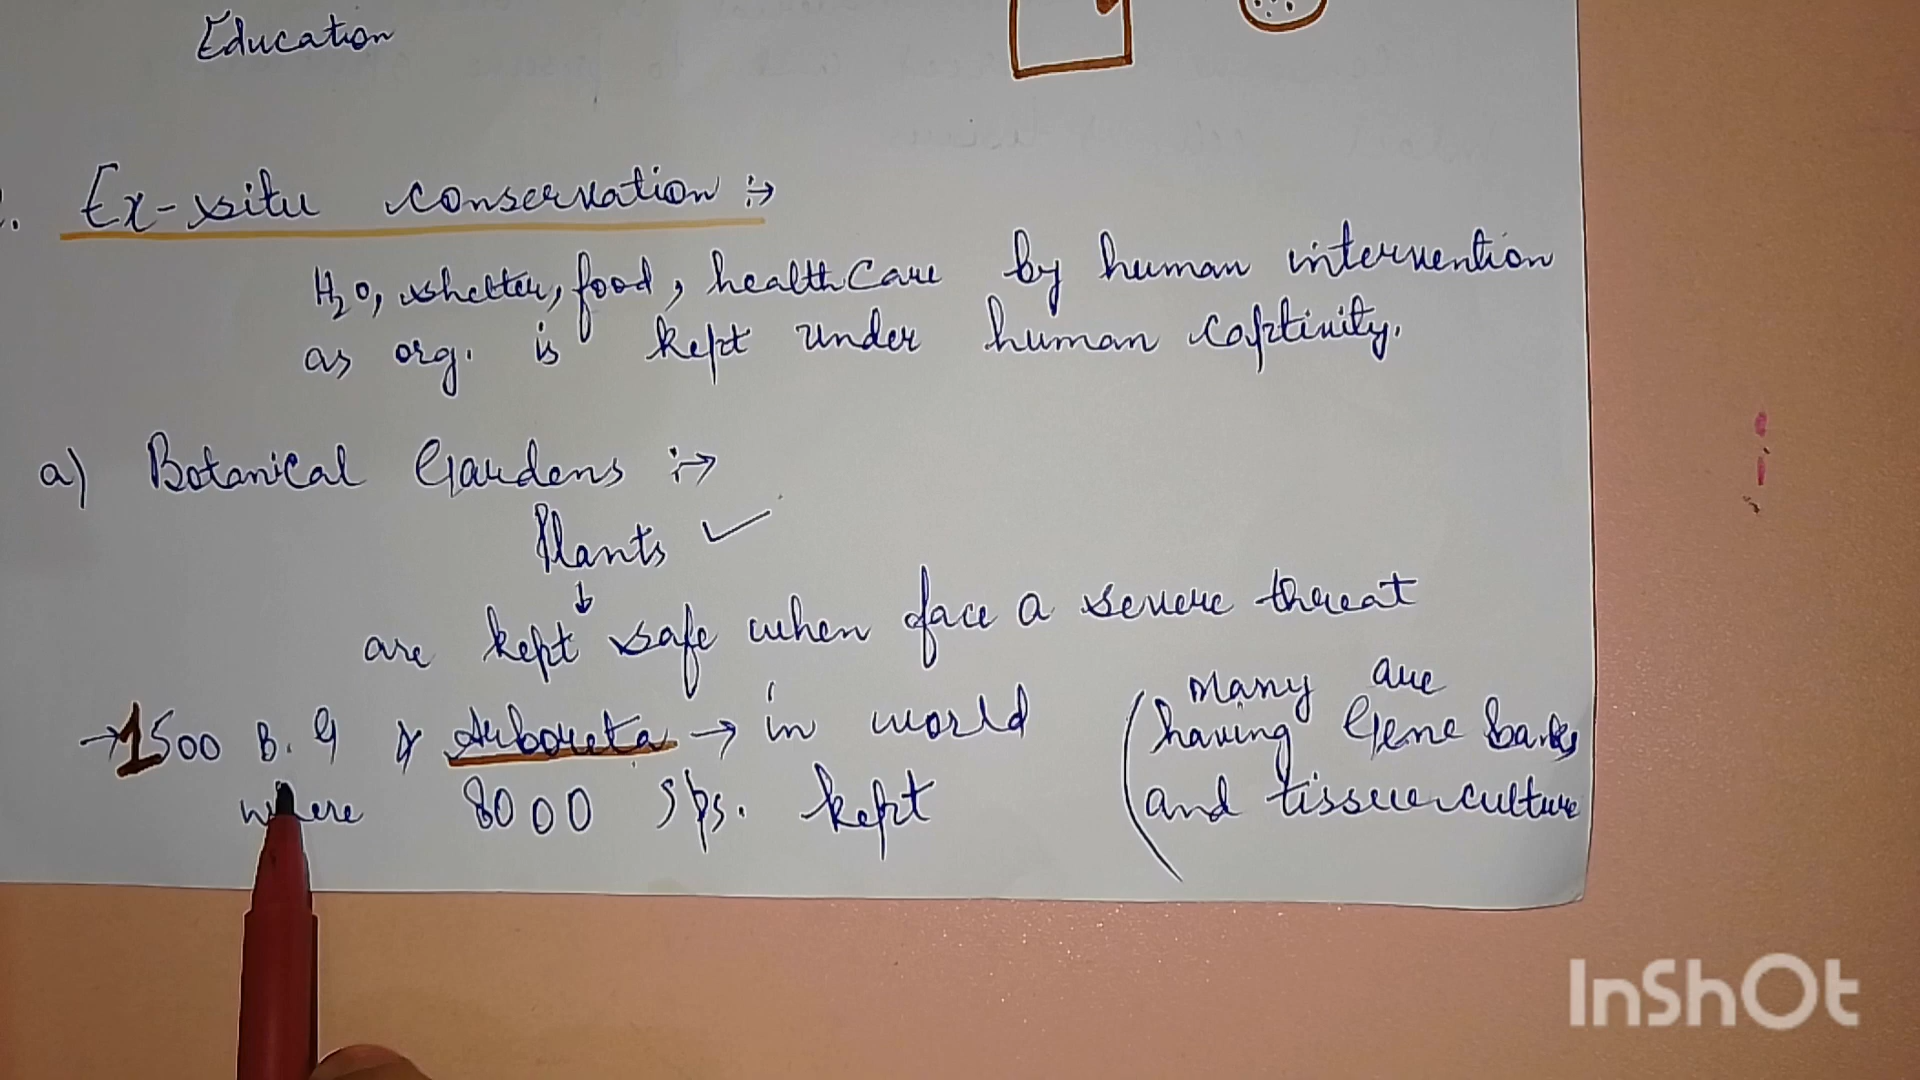 Education
Ex-situ conservation :→
H₂O, shelter, food, healthcare by human intervention
as org. is kept under human captivity.
a) Botanical Gardens :→
Plants ✓
↓
are kept safe when face a severe threat
→ 1500 B. G & Arboreta → in world
where 8000 sps. kept
( many are
having Gene banks
and tissue culture
InShOt